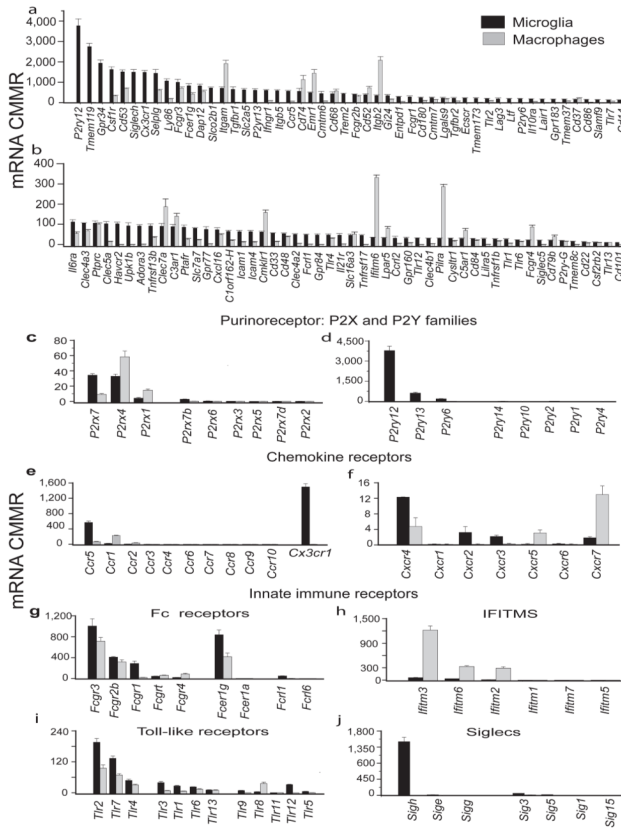 a
Microglia
Macrophages
4,000
3,000
2,000
1,000
0
P2ry12 Tmem119 Gpr34 Csf1r Cd53 Siglech Cx3cr1 Selplg Ly86 Fcgr3 Fcer1g Dap12 Slco2b1 Itgam Tgfbr1 Slc2a5 P2yr13 Ifngr1 Itgb5 Ccr5 Cd74 Emr1 Cmtm6 Cd68 Trem2 Fcgr2b Cd52 Itgb2 Gi24 Entpd1 Fcgr1 Cd180 Cmtm7 Lgals9 Tgfbr2 Ecscr Tmem173 Tlr2 Lag3 Ltf P2ry6 Il10ra Lair1 Gpr183 Tmem37 Cd37 Cd86 Slamf9 Tlr7
mRNA CMMR
b
400
300
200
100
0
Il6ra Clec4a3 Ptprc Clec5a Havcr2 Upk1b Adora3 Tnfrsf13b Clec7a C3ar1 Ptafr Slc7a7 Gpr77 Cxcl16 C1orf162-H Icam1 Icam4 Cmklr1 Cd33 Cd48 Clec4a2 Fcrl1 Gpr84 Tlr4 Il21r Slc16a3 Tnfrsf17 Ifitm6 Lpar5 Ccrl2 Gpr160 Tlr12 Clec4b1 Pilra Cysltr1 C5ar1 Cd84 Lilra5 Tnfrsf1b Tlr1 Tlr6 Fcgr4 Siglec5 Cd79b P2ry-G Tmem8c Cd22 Csf2rb2 Tlr13 Cd101
Purinoreceptor: P2X and P2Y families
c
80
60
40
20
0
P2rx7 P2rx4 P2rx1 P2rx7b P2rx6 P2rx3 P2rx5 P2rx7d P2rx2
d
4,500
3,000
1,500
0
P2ry12 P2ry13 P2ry6 P2ry14 P2ry10 P2ry2 P2ry1 P2ry4
Chemokine receptors
mRNA CMMR
e
1,600
1,200
800
400
0
Ccr5 Ccr1 Ccr2 Ccr3 Ccr4 Ccr6 Ccr7 Ccr8 Ccr9 Ccr10 Cx3cr1
f
16
12
8
4
0
Cxcr4 Cxcr1 Cxcr2 Cxcr3 Cxcr5 Cxcr6 Cxcr7
Innate immune receptors
g
Fc receptors
1,200
800
400
0
Fcgr3 Fcgr2b Fcgr1 Fcgrt Fcgr4 Fcer1g Fcer1a Fcrl1 Fcrl6
h
IFITMS
1,500
900
300
0
Ifitm3 Ifitm6 Ifitm2 Ifitm1 Ifitm7 Ifitm5
i
Toll-like receptors
240
120
0
Tlr2 Tlr7 Tlr4 Tlr3 Tlr1 Tlr6 Tlr13 Tlr9 Tlr8 Tlr11 Tlr12 Tlr5
j
Siglecs
1,800
1,350
900
450
0
Sigh Sige Sigg Sig3 Sig5 Sig1 Sig15